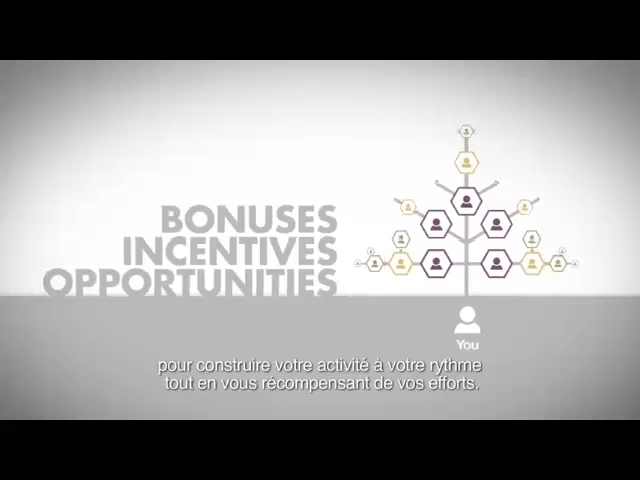 BONUSES
INCENTIVES
OPPORTUNITIES
You
pour construire votre activité à votre rythme
tout en vous récompensant de vos efforts.